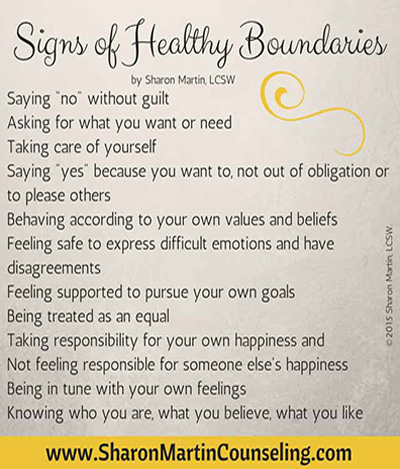 Signs of Healthy Boundaries
by Sharon Martin, LCSW
Saying "no" without guilt
Asking for what you want or need
Taking care of yourself
Saying "yes" because you want to, not out of obligation or
to please others
Behaving according to your own values and beliefs
Feeling safe to express difficult emotions and have
disagreements
Feeling supported to pursue your own goals
Being treated as an equal
Taking responsibility for your own happiness and
Not feeling responsible for someone else's happiness
Being in tune with your own feelings
Knowing who you are, what you believe, what you like
© 2015 Sharon Martin, LCSW.
www.SharonMartinCounseling.com